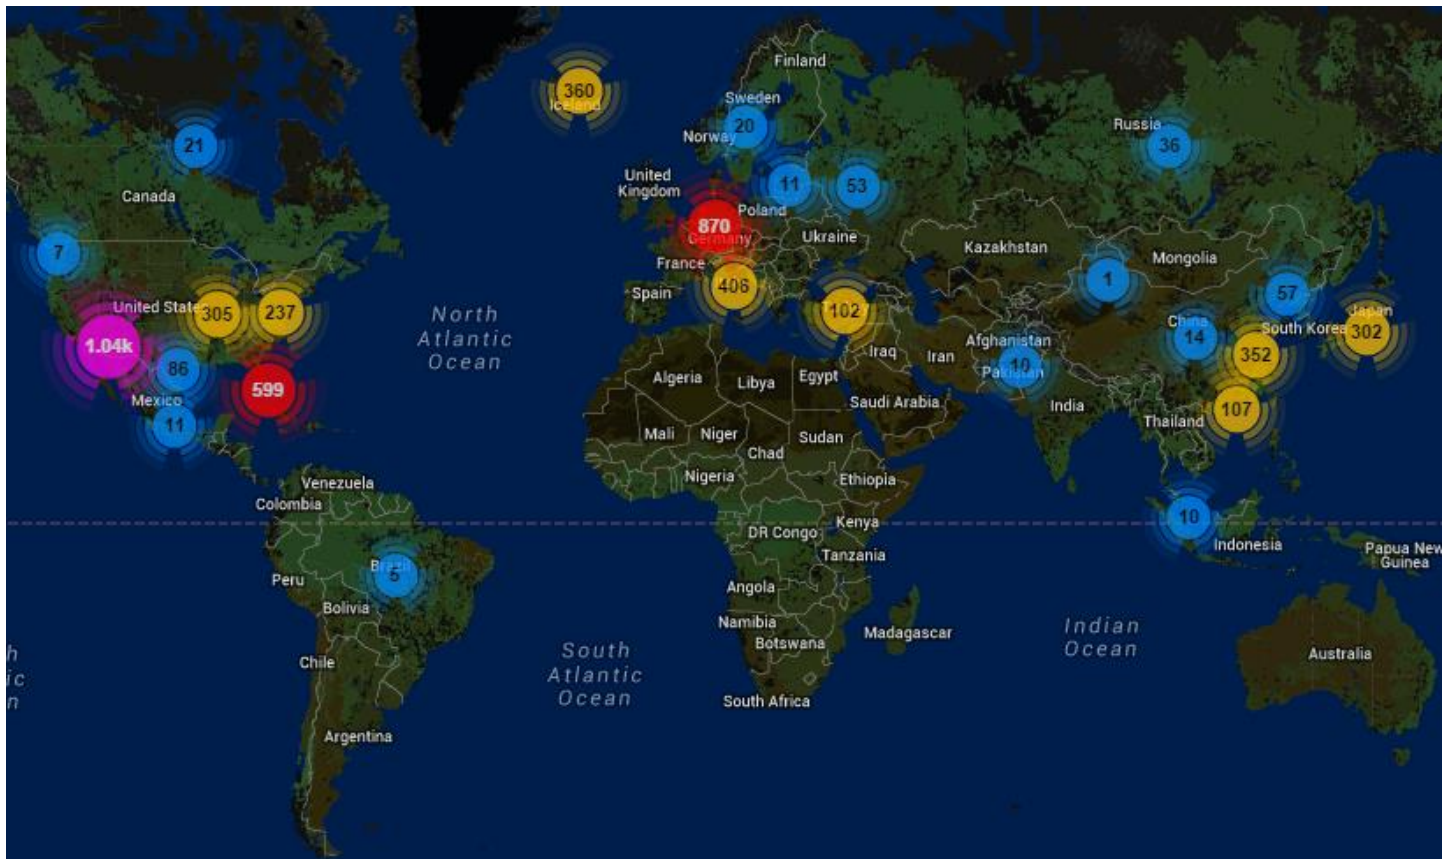 Finland
360
Iceland
Sweden
20
Norway
Russia
36
21
Canada
United
Kingdom
11
53
Poland
870
Germany
Ukraine
7
France
Kazakhstan
Mongolia
1
406
Spain
57
United States
305
237
102
North
Atlantic
Ocean
Japan
302
China
14
South Korea
352
1.04k
86
599
Mexico
11
Afghanistan
10
Pakistan
Iraq
Iran
Algeria
Libya
Egypt
Saudi Arabia
India
Thailand
107
Mali
Niger
Chad
Sudan
Nigeria
Ethiopia
Venezuela
Colombia
DR Congo
Kenya
Tanzania
10
Indonesia
Papua New
Guinea
Brazil
5
Peru
Bolivia
Angola
Namibia
Botswana
Madagascar
Indian
Ocean
Australia
Chile
South
Atlantic
Ocean
South Africa
Argentina
h
ic
n